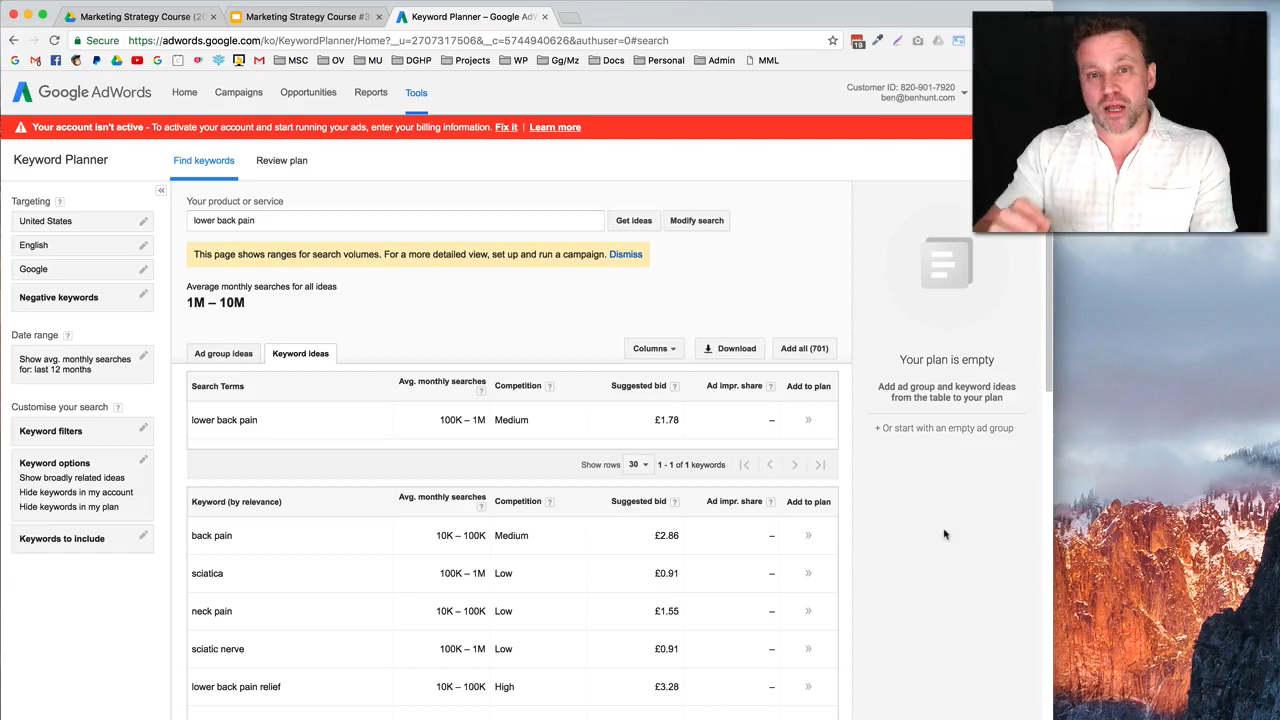 Marketing Strategy Course (20
Marketing Strategy Course #3
Keyword Planner – Google AdW
Secure
https://adwords.google.com/ko/KeywordPlanner/Home?__u=2707317506&__c=5744940626&authuser=0#search
19
MSC
OV
MU
DGHP
Projects
WP
Gg/Mz
Docs
Personal
Admin
MML
Google AdWords
Home
Campaigns
Opportunities
Reports
Tools
Customer ID: 820-901-7920
ben@benhunt.com
Your account isn't active - To activate your account and start running your ads, enter your billing information. Fix it | Learn more
Keyword Planner
Find keywords
Review plan
Targeting ?
United States
English
Google
Negative keywords
Date range ?
Show avg. monthly searches
for: last 12 months
Customise your search ?
Keyword filters
Keyword options
Show broadly related ideas
Hide keywords in my account
Hide keywords in my plan
Keywords to include
Your product or service
lower back pain
Get ideas
Modify search
This page shows ranges for search volumes. For a more detailed view, set up and run a campaign. Dismiss
Average monthly searches for all ideas
1M – 10M
Ad group ideas
Keyword ideas
Columns
Download
Add all (701)
Search Terms
Avg. monthly searches ?
Competition ?
Suggested bid ?
Ad impr. share ?
Add to plan
lower back pain 100K – 1M Medium £1.78 – »
Show rows 30 1 - 1 of 1 keywords
Keyword (by relevance)
Avg. monthly searches ?
Competition ?
Suggested bid ?
Ad impr. share ?
Add to plan
back pain 10K – 100K Medium £2.86 – »
sciatica 100K – 1M Low £0.91 – »
neck pain 10K – 100K Low £1.55 – »
sciatic nerve 100K – 1M Low £0.91 – »
lower back pain relief 10K – 100K High £3.28 – »
Your plan is empty
Add ad group and keyword ideas
from the table to your plan
+ Or start with an empty ad group